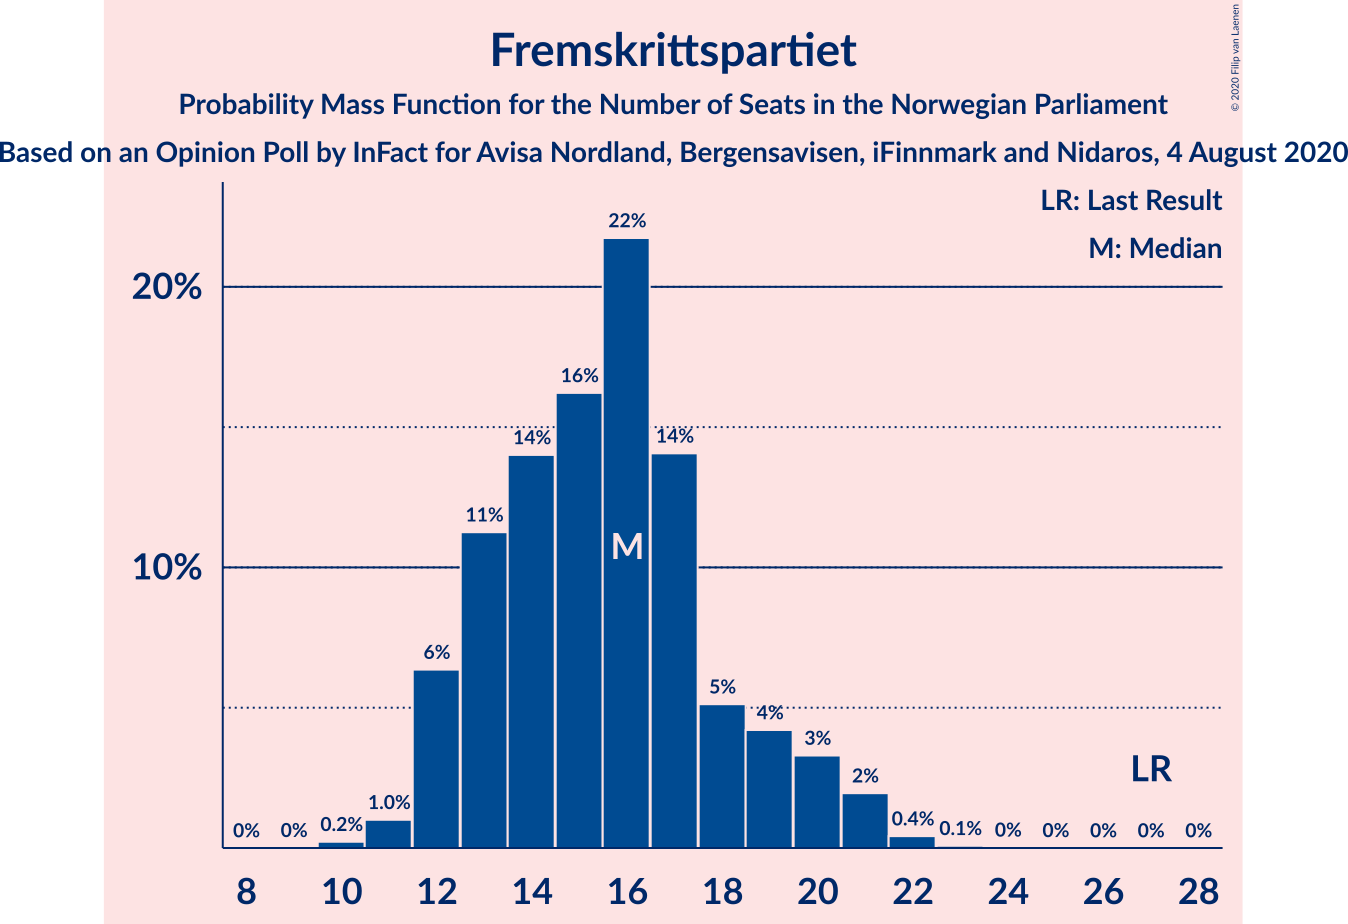 Fremskrittspartiet
Probability Mass Function for the Number of Seats in the Norwegian Parliament
Based on an Opinion Poll by InFact for Avisa Nordland, Bergensavisen, iFinnmark and Nidaros, 4 August 2020
© 2020 Filip van Laenen
LR: Last Result
M: Median
22%
20%
16%
14% 14%
11%
M
10%
6%
5%
4%
3%
LR
2%
0% 0% 0.2% 1.0% 0.4% 0.1% 0% 0% 0% 0% 0%
8 10 12 14 16 18 20 22 24 26 28